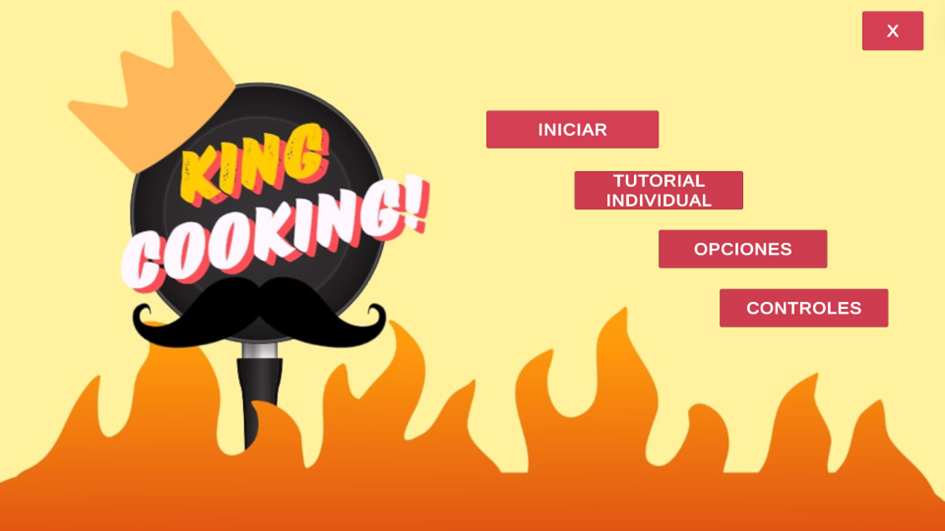 X
KING
COOKING!
INICIAR
TUTORIAL
INDIVIDUAL
OPCIONES
CONTROLES